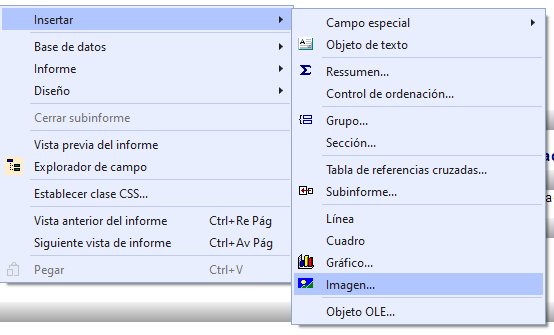 Insertar
Base de datos
Informe
Diseño
Cerrar subinforme
Vista previa del informe
Explorador de campo
Establecer clase CSS...
Vista anterior del informe Ctrl+Re Pág
Siguiente vista de informe Ctrl+Av Pág
Pegar Ctrl+V
Campo especial
Objeto de texto
Ressumen...
Control de ordenación...
Grupo...
Sección...
Tabla de referencias cruzadas...
Subinforme...
Línea
Cuadro
Gráfico...
Imagen...
Objeto OLE...